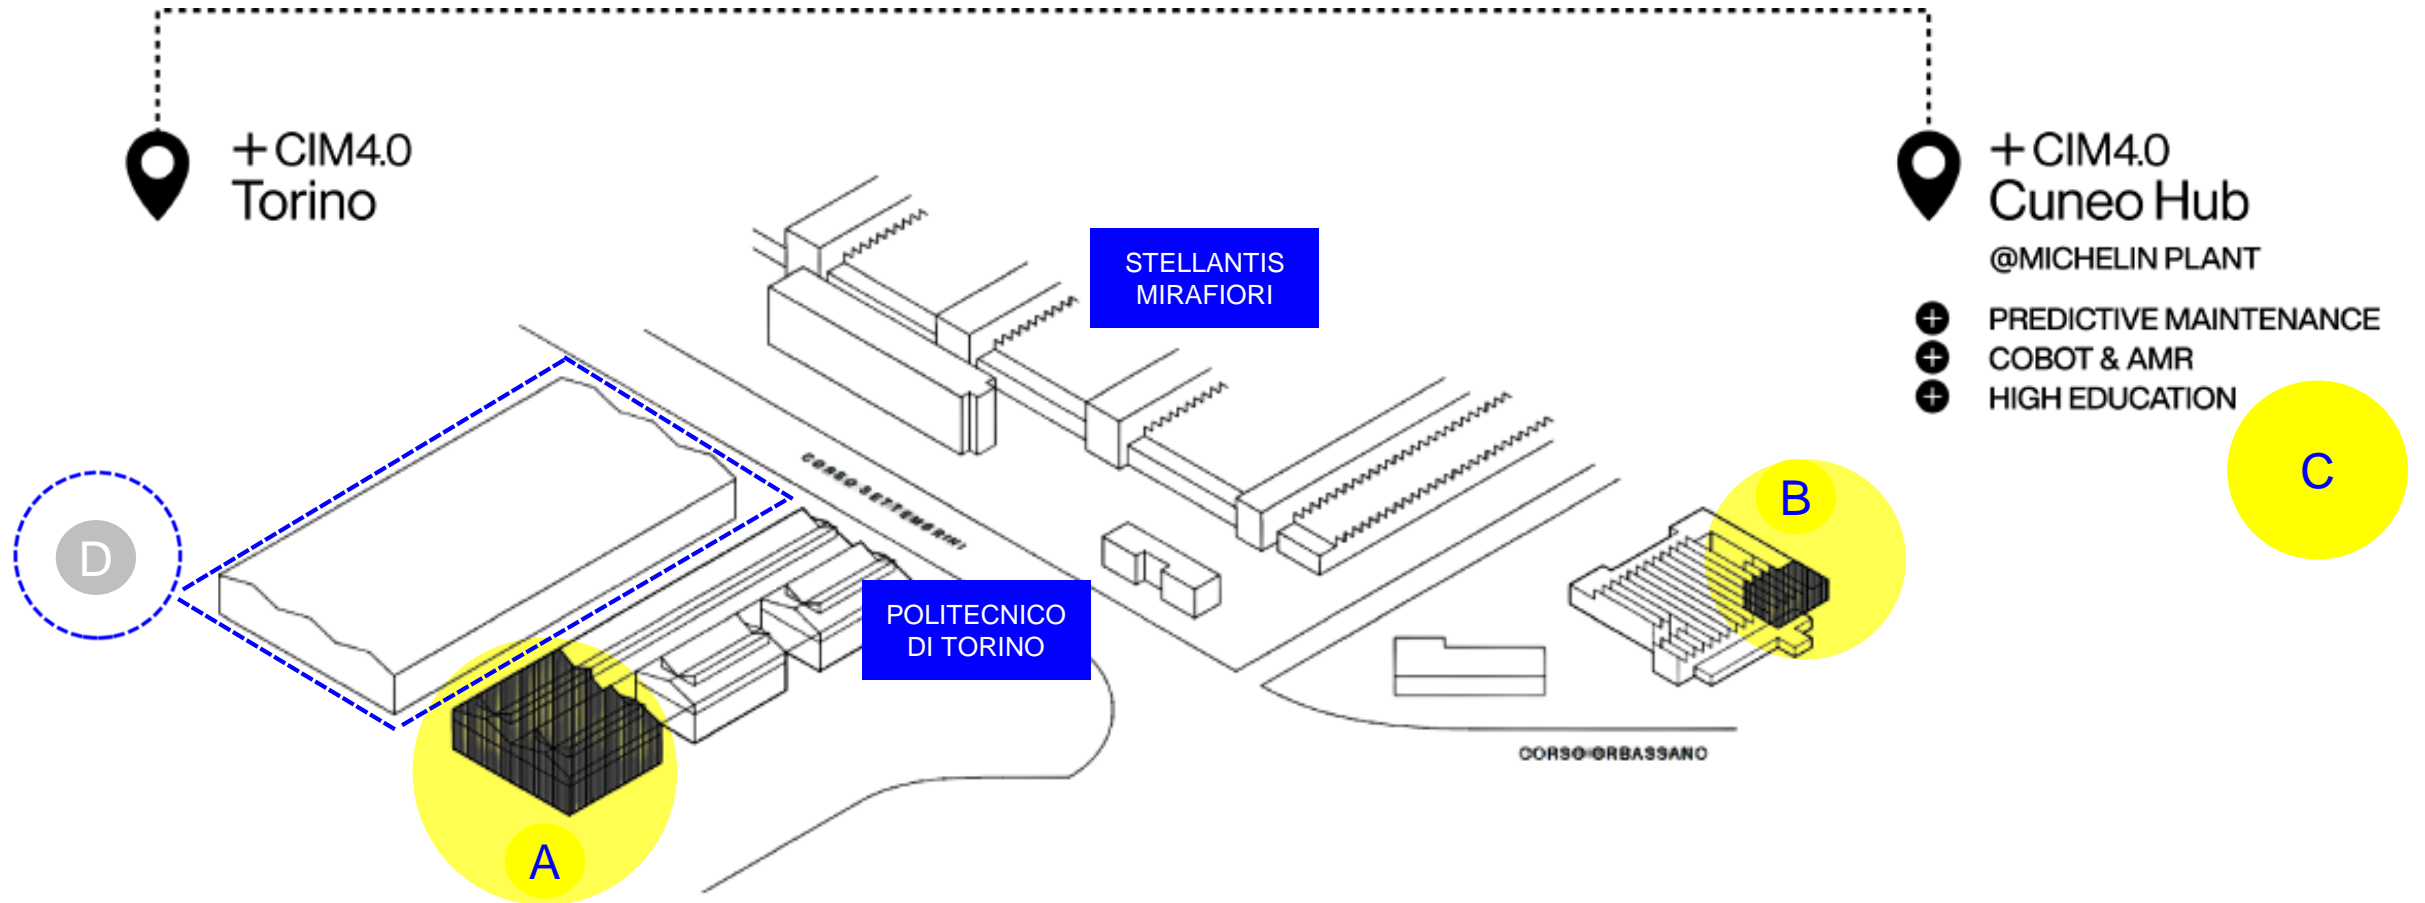 + CIM4.0
Torino
+ CIM4.0
Cuneo Hub
@MICHELIN PLANT
+ PREDICTIVE MAINTENANCE
+ COBOT & AMR
+ HIGH EDUCATION
STELLANTIS
MIRAFIORI
CORSO SETTEMBRINI
POLITECNICO
DI TORINO
CORSO ORBASSANO
A
B
C
D